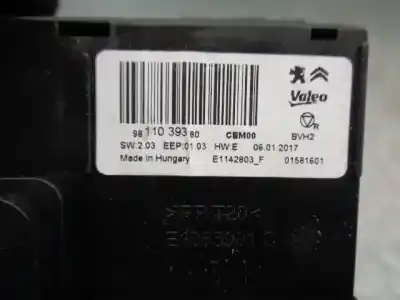 Valeo
98 110 393 80 CBM00 R BVH2
SW:2.03 EEP:01.03 HW:E 06.01.2017
Made in Hungary E1142803_F 01581601